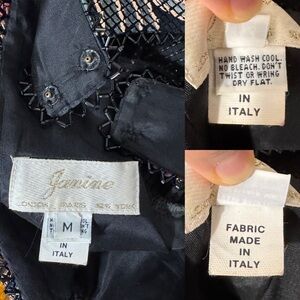 Janine
LONDON PARIS NEW YORK
M
IN
ITALY
HAND WASH COOL.
NO BLEACH. DON'T
TWIST OR WRING
DRY FLAT.
IN
ITALY
FABRIC
MADE
IN
ITALY